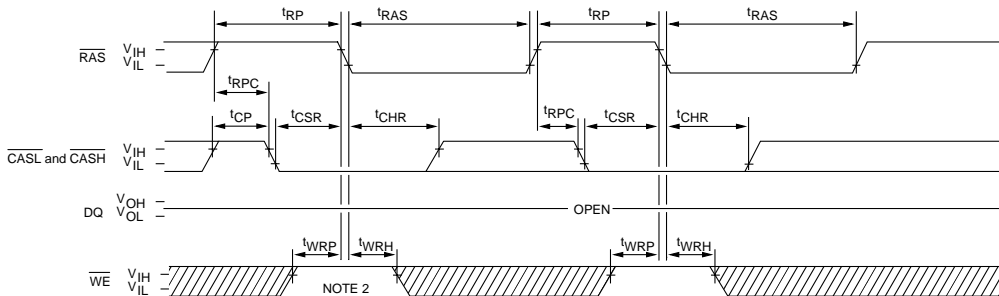 tRP tRAS tRP tRAS
RAS VIH VIL
tRPC
tCP tCSR tCHR tRPC tCSR tCHR
CASL and CASH VIH VIL
DQ VOH VOL OPEN
tWRP tWRH tWRP tWRH
WE VIH VIL NOTE 2